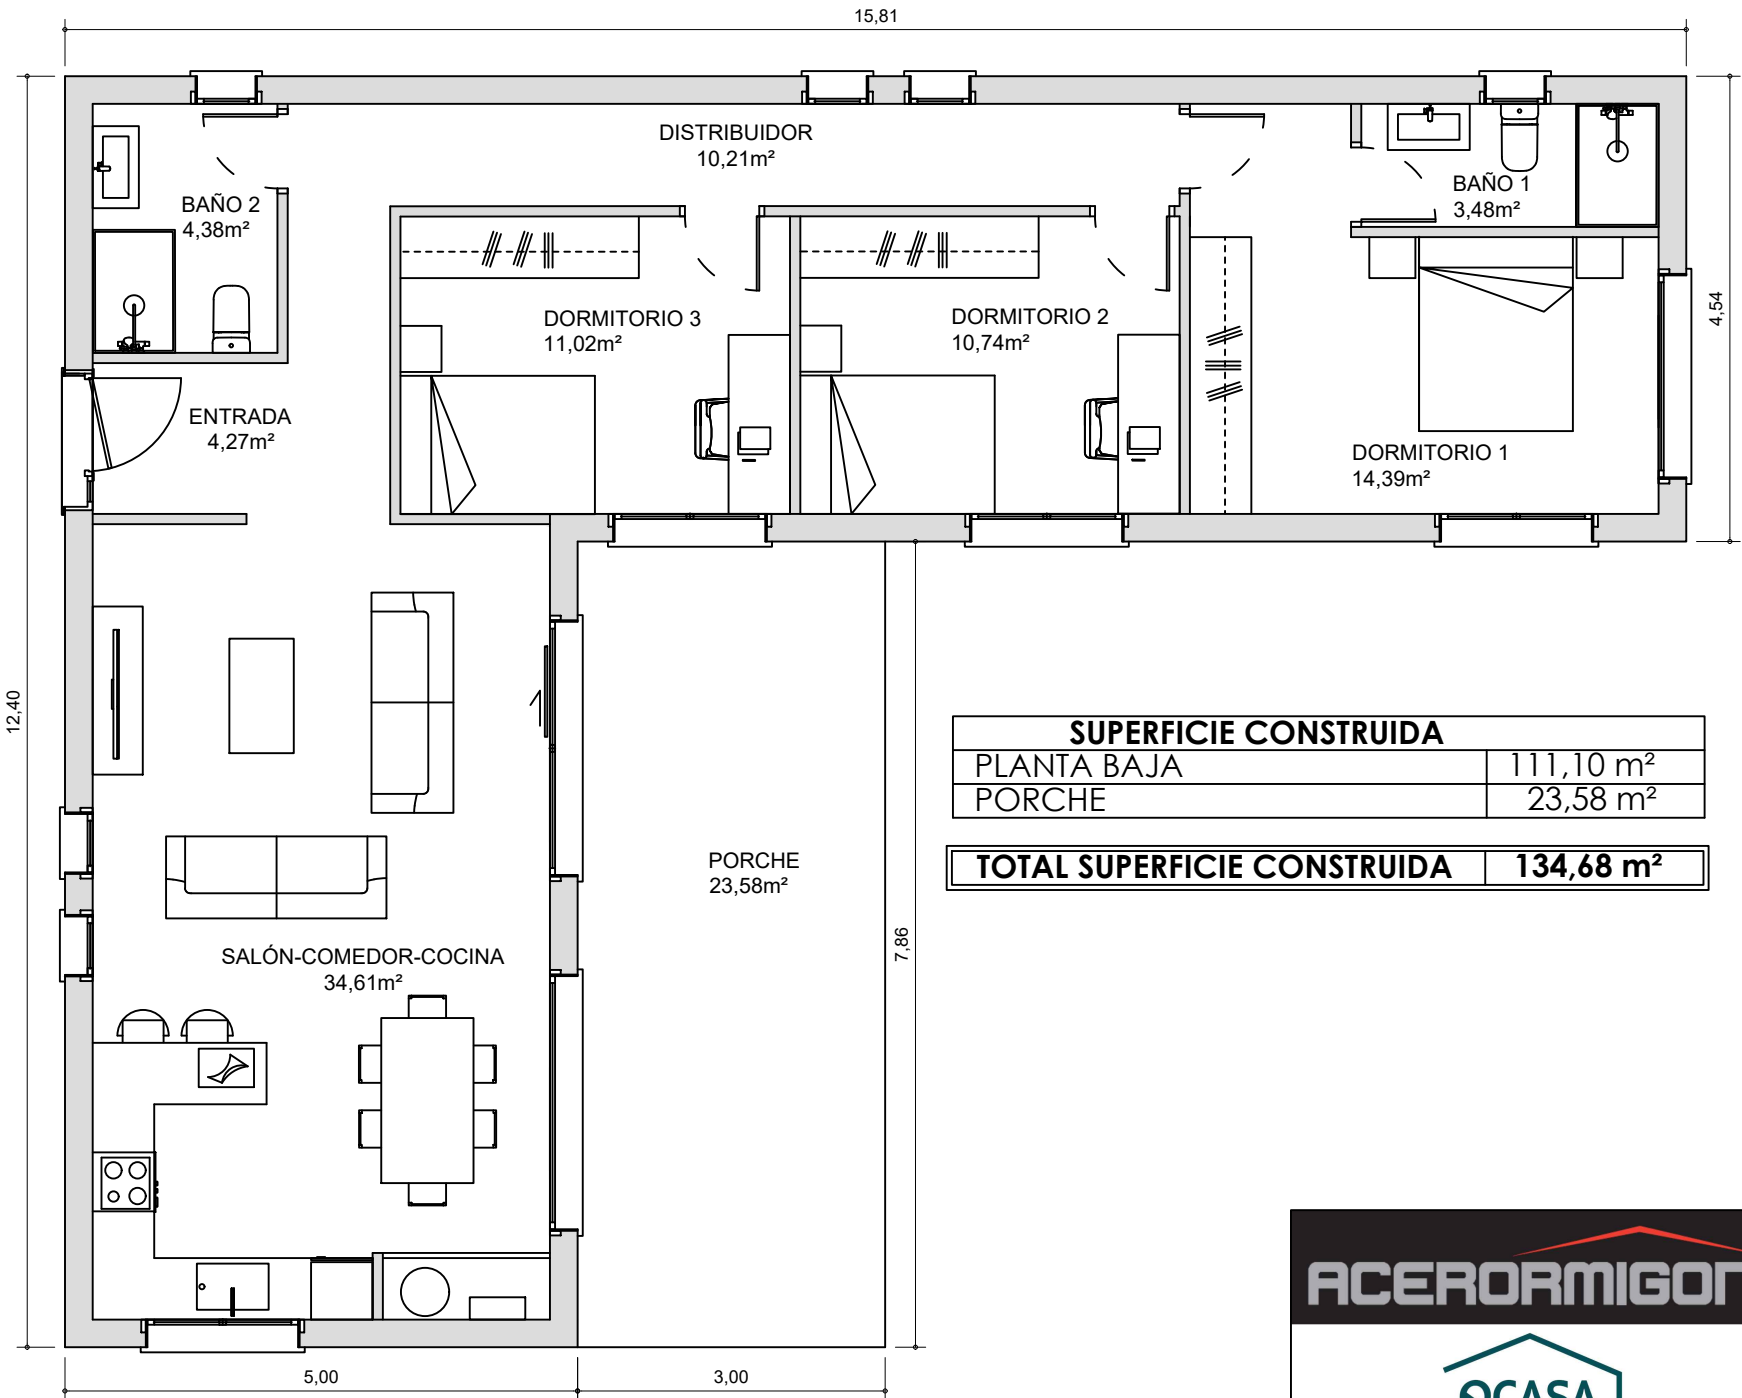 15,81
DISTRIBUIDOR
10,21m²
BAÑO 1
3,48m²
BAÑO 2
4,38m²
4,54
DORMITORIO 3
11,02m²
DORMITORIO 2
10,74m²
ENTRADA
4,27m²
DORMITORIO 1
14,39m²
12,40
SUPERFICIE CONSTRUIDA
PLANTA BAJA 111,10 m²
PORCHE 23,58 m²
TOTAL SUPERFICIE CONSTRUIDA 134,68 m²
PORCHE
23,58m²
7,86
SALÓN-COMEDOR-COCINA
34,61m²
ACERORMIGON
5,00
3,00